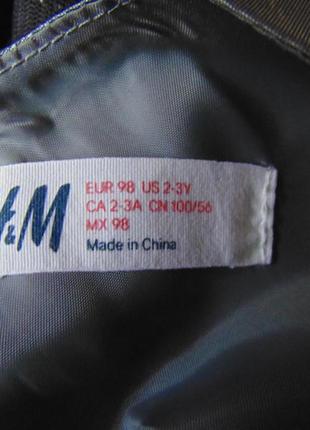 &M
EUR 98 US 2-3Y
CA 2-3A CN 100/56
MX 98
Made in China